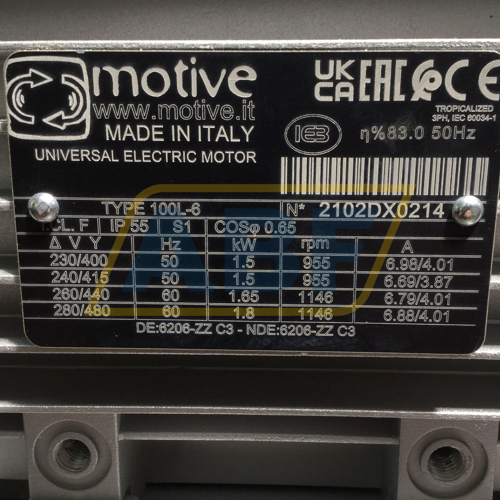 motive
www.motive.it
MADE IN ITALY
UNIVERSAL ELECTRIC MOTOR
UK CA EAC CE
TROPICALIZED
3PH, IEC 60034-1
IE3 η%83.0 50Hz
TYPE 100L-6 N* 2102DX0214
I.CL. F IP 55 S1 COSφ 0.65
Δ V Y Hz kW rpm A
230/400 50 1.5 955 6.98/4.01
240/415 50 1.5 955 6.69/3.87
260/440 60 1.65 1146 6.79/4.01
280/480 60 1.8 1146 6.88/4.01
DE:6206-ZZ C3 - NDE:6206-ZZ C3
ABF